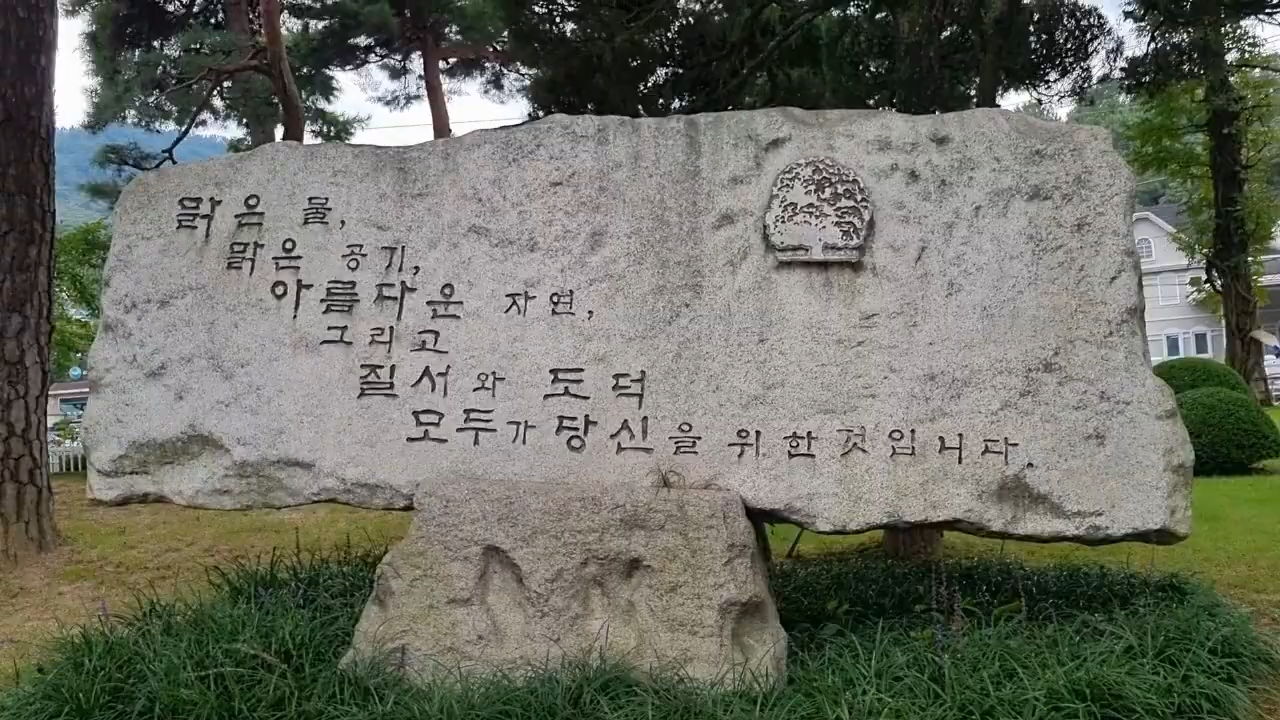 맑은 물,
맑은 공기,
아름다운 자연,
그리고
질서와 도덕
모두가 당신을 위한 것입니다.